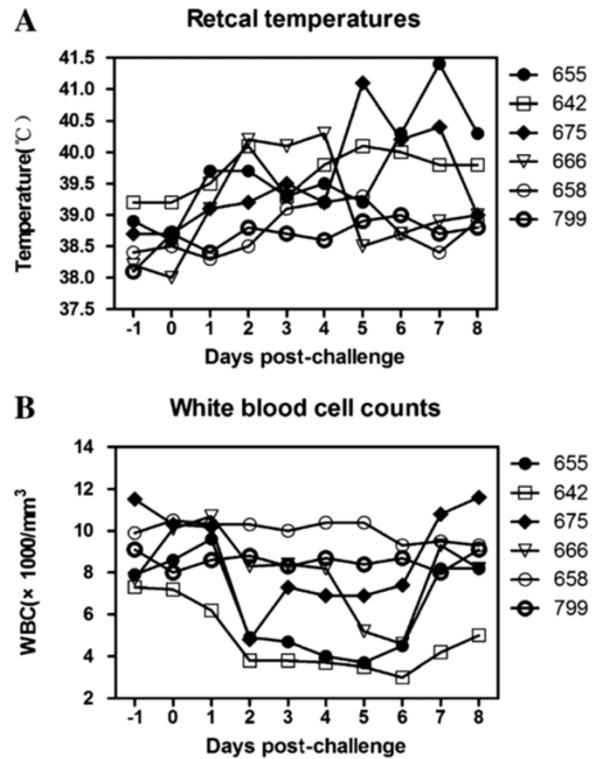 A
Retcal temperatures
Temperature(℃)
41.5
41.0
40.5
40.0
39.5
39.0
38.5
38.0
37.5
-1 0 1 2 3 4 5 6 7 8
Days post-challenge
655
642
675
666
658
799
B
White blood cell counts
WBC(× 1000/mm³
14
12
10
8
6
4
2
-1 0 1 2 3 4 5 6 7 8
Days post-challenge
655
642
675
666
658
799